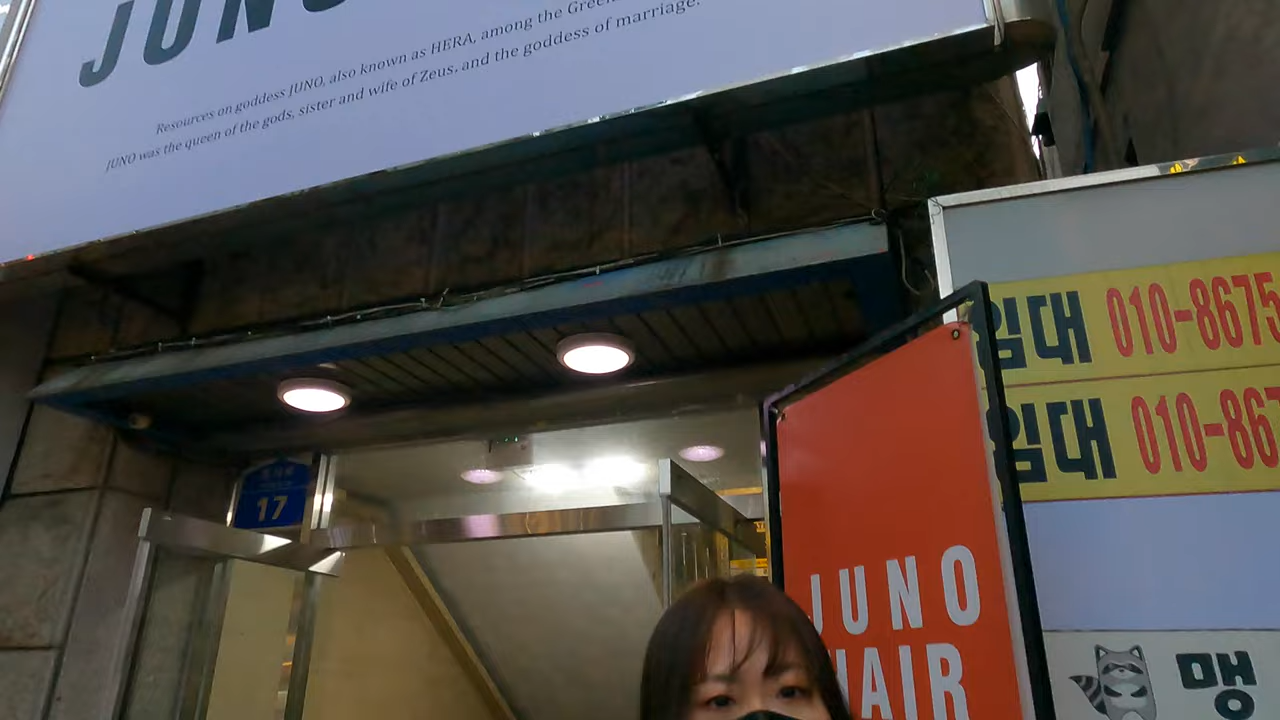 JUNO
Resources on goddess JUNO, also known as HERA, among the
JUNO was the queen of the gods, sister and wife of Zeus, and the goddess of marriage.
임대 010-8675
임대 010-867
17
JUNO
HAIR
맹